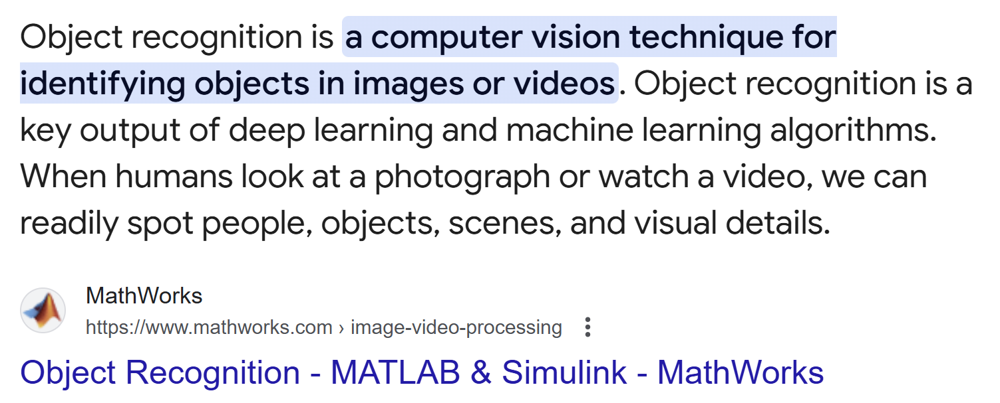 Object recognition is a computer vision technique for
identifying objects in images or videos. Object recognition is a
key output of deep learning and machine learning algorithms.
When humans look at a photograph or watch a video, we can
readily spot people, objects, scenes, and visual details.
MathWorks
https://www.mathworks.com › image-video-processing
Object Recognition - MATLAB & Simulink - MathWorks